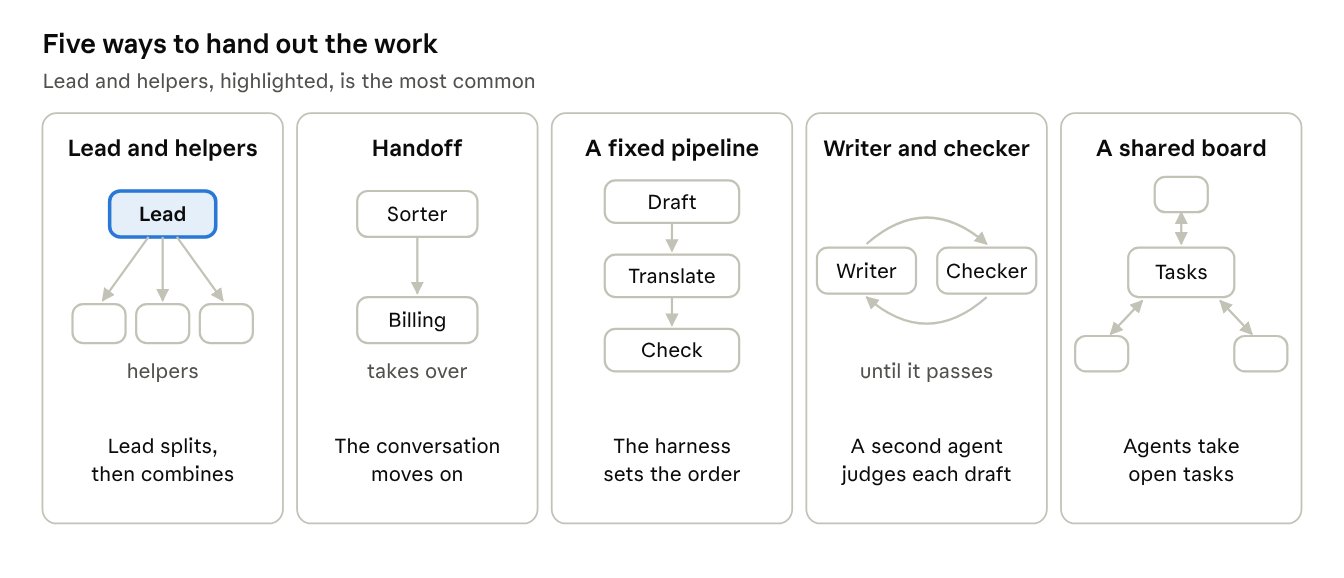 Five ways to hand out the work
Lead and helpers, highlighted, is the most common
Lead and helpers
Lead
helpers
Lead splits,
then combines
Handoff
Sorter
Billing
takes over
The conversation
moves on
A fixed pipeline
Draft
Translate
Check
The harness
sets the order
Writer and checker
Writer
Checker
until it passes
A second agent
judges each draft
A shared board
Tasks
Agents take
open tasks